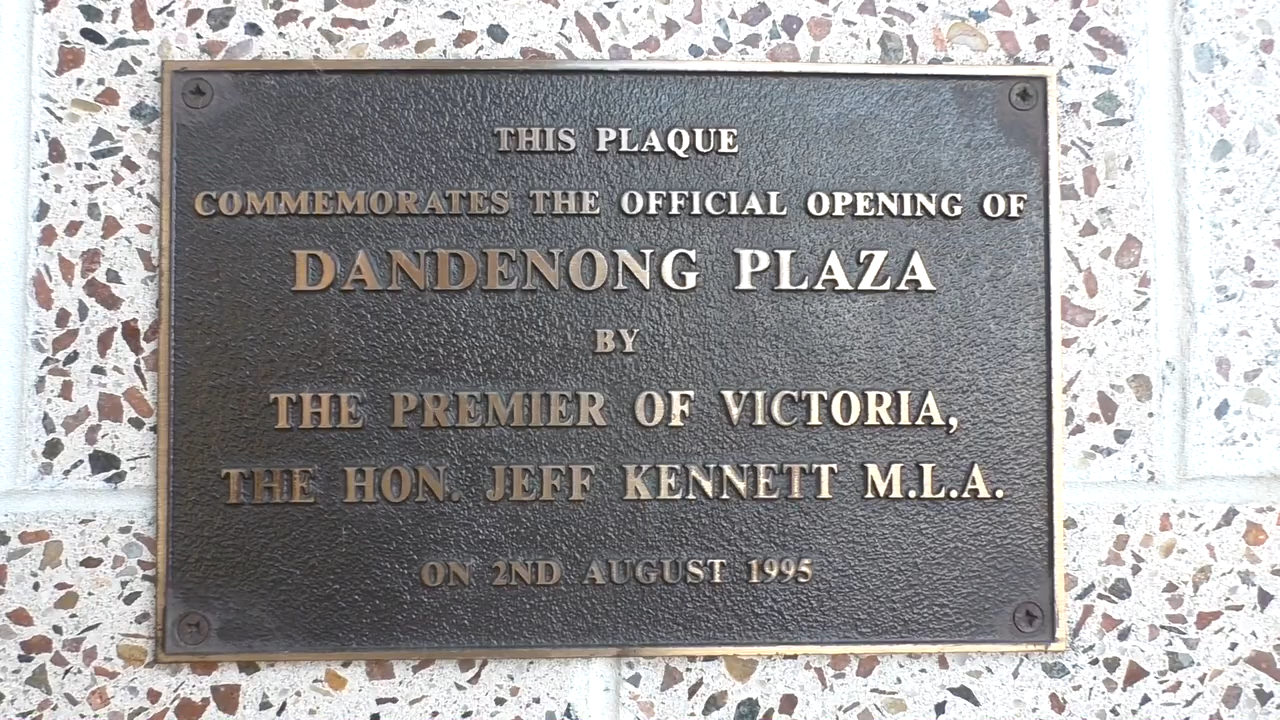 THIS PLAQUE
COMMEMORATES THE OFFICIAL OPENING OF
DANDENONG PLAZA
BY
THE PREMIER OF VICTORIA,
THE HON. JEFF KENNETT M.L.A.
ON 2ND AUGUST 1995